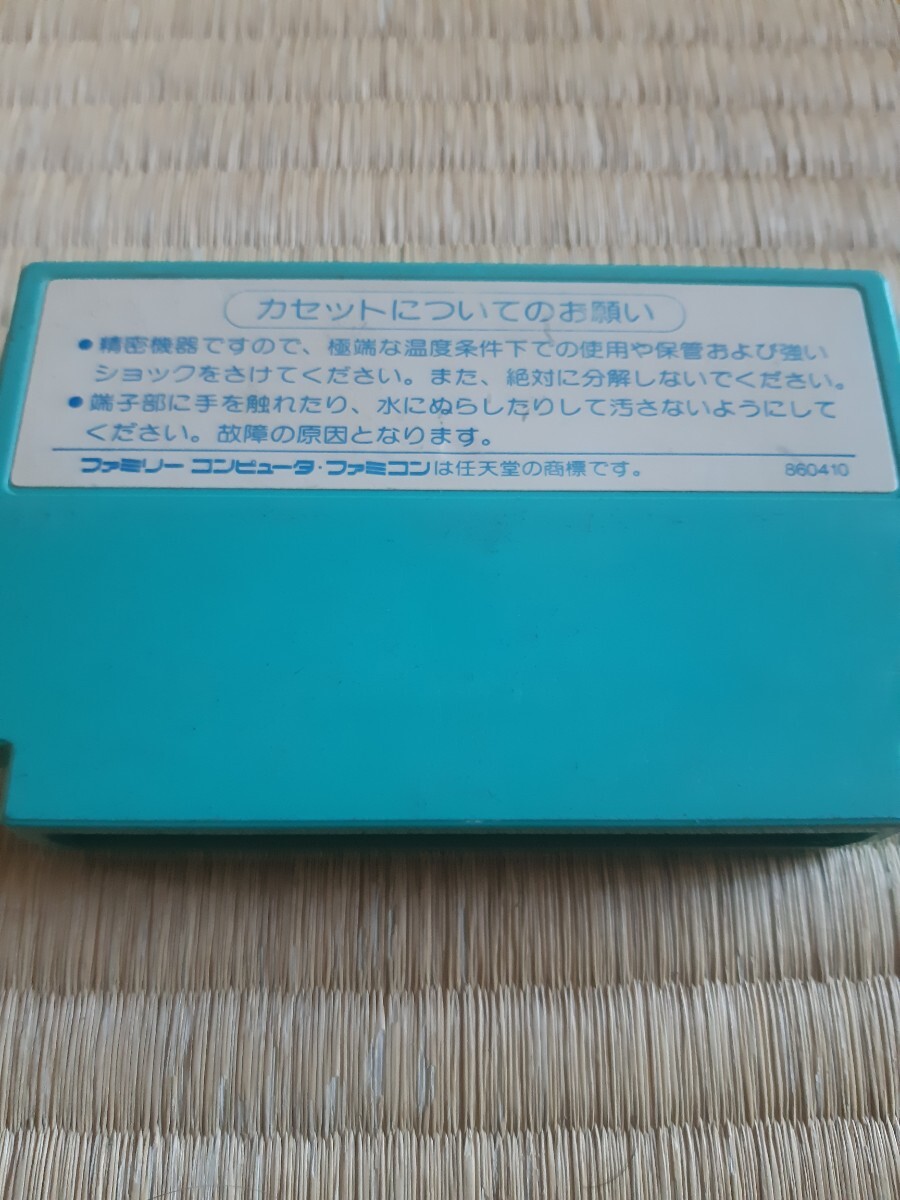 カセットについてのお願い
●精密機器ですので、極端な温度条件下での使用や保管および強い
ショックをさけてください。また、絶対に分解しないでください。
●端子部に手を触れたり、水にぬらしたりして汚さないようにして
ください。故障の原因となります。
ファミリーコンピュータ・ファミコンは任天堂の商標です。 860410